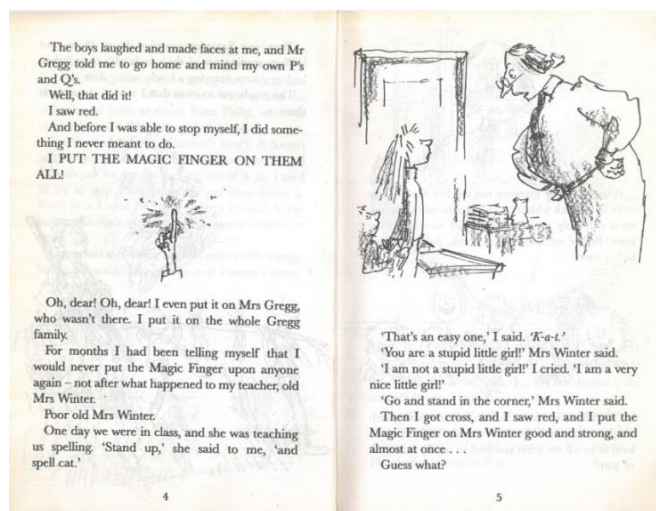 The boys laughed and made faces at me, and Mr
Gregg told me to go home and mind my own P's
and Q's.
Well, that did it!
I saw red.
And before I was able to stop myself, I did some-
thing I never meant to do.
I PUT THE MAGIC FINGER ON THEM
ALL!
Oh, dear! Oh, dear! I even put it on Mrs Gregg,
who wasn't there. I put it on the whole Gregg
family.
For months I had been telling myself that I
would never put the Magic Finger upon anyone
again – not after what happened to my teacher, old
Mrs Winter.
Poor old Mrs Winter.
One day we were in class, and she was teaching
us spelling. 'Stand up,' she said to me, 'and
spell cat.'
4
'That's an easy one,' I said. 'K-a-t.'
'You are a stupid little girl!' Mrs Winter said.
'I am not a stupid little girl!' I cried. 'I am a very
nice little girl!'
'Go and stand in the corner,' Mrs Winter said.
Then I got cross, and I saw red, and I put the
Magic Finger on Mrs Winter good and strong, and
almost at once . . .
Guess what?
5